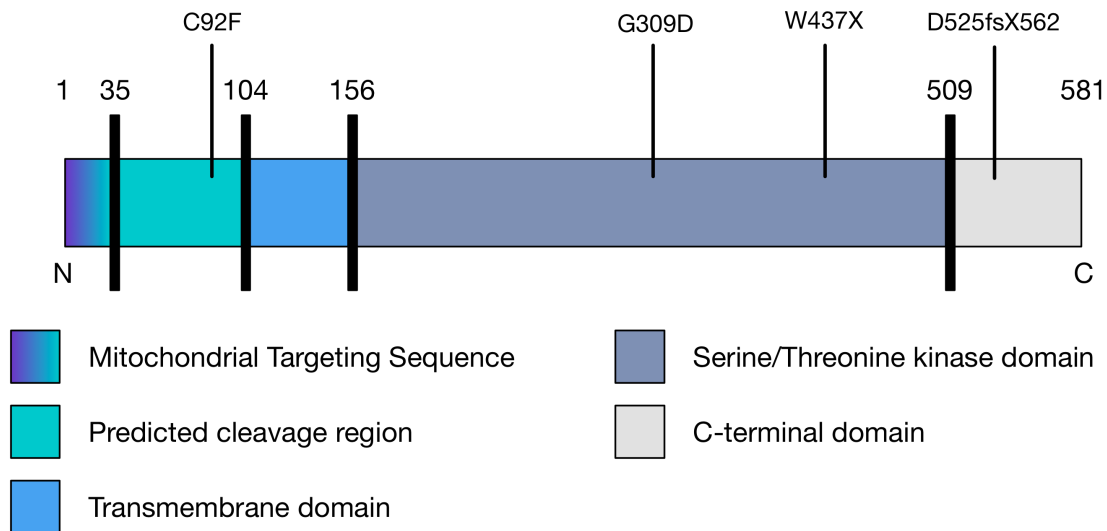 C92F G309D W437X D525fsX562
1 35 104 156 509 581
N C
Mitochondrial Targeting Sequence
Predicted cleavage region
Transmembrane domain
Serine/Threonine kinase domain
C-terminal domain